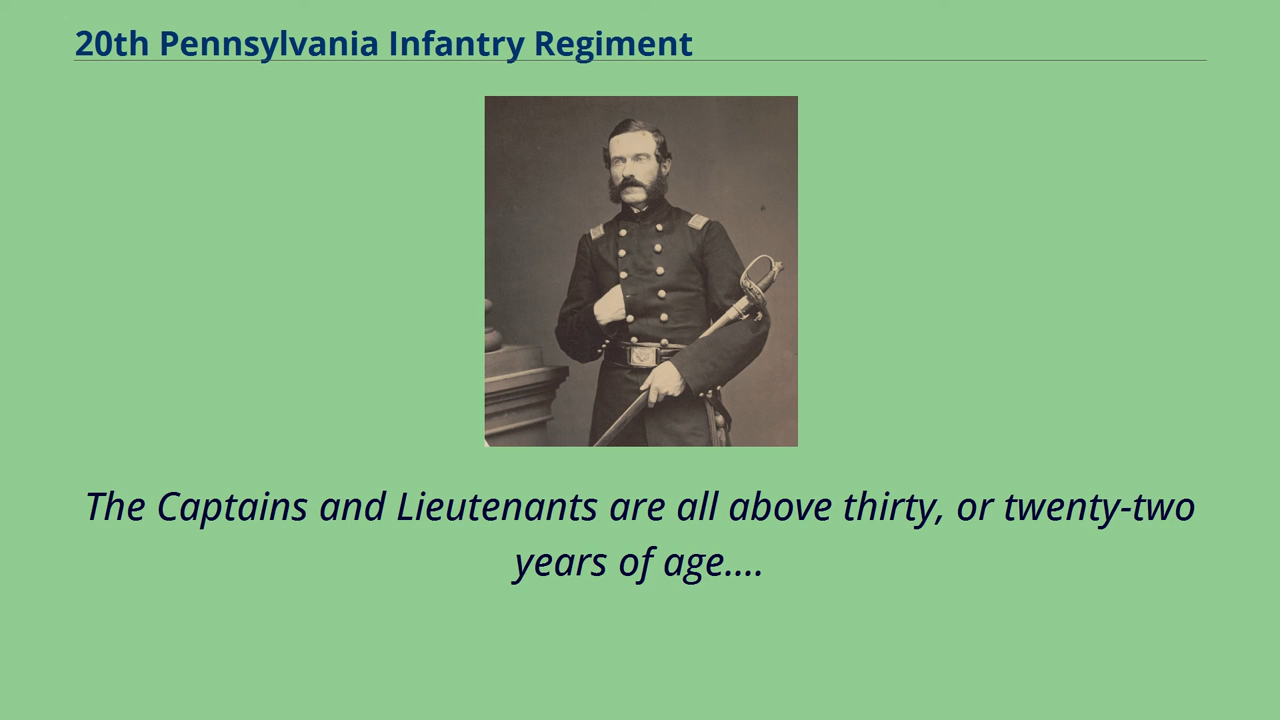 20th Pennsylvania Infantry Regiment
The Captains and Lieutenants are all above thirty, or twenty-two
years of age....